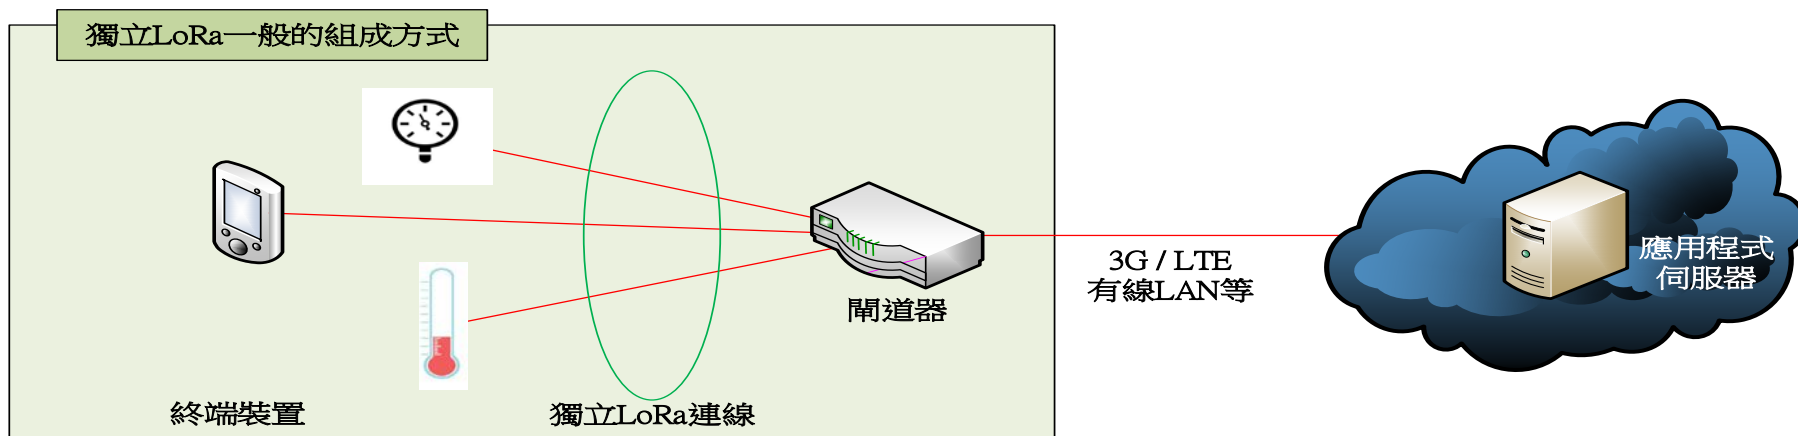 獨立LoRa一般的組成方式
3G / LTE
有線LAN等
應用程式
伺服器
閘道器
終端裝置
獨立LoRa連線